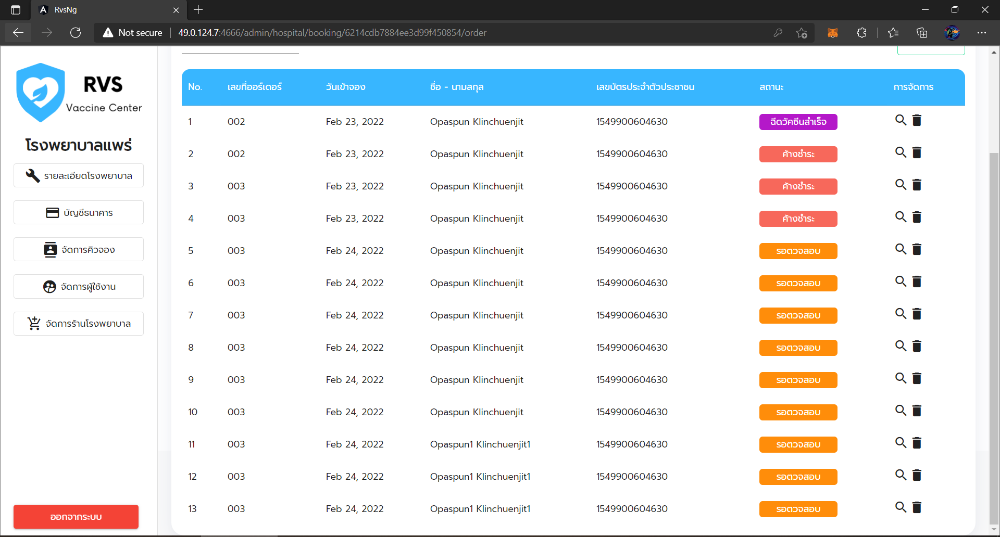 RvsNg
Not secure
49.0.124.7:4666/admin/hospital/booking/6214cdb7884ee3d99f450854/order
RVS
Vaccine Center
โรงพยาบาลแพร่
รายละเอียดโรงพยาบาล
บัญชีธนาคาร
จัดการคิวจอง
จัดการผู้ใช้งาน
จัดการร้านโรงพยาบาล
ออกจากระบบ
No. เลขที่ออร์เดอร์ วันเข้าจอง ชื่อ - นามสกุล เลขบัตรประจำตัวประชาชน สถานะ การจัดการ
1 002 Feb 23, 2022 Opaspun Klinchuenjit 1549900604630 ฉีดวัคซีนสำเร็จ
2 002 Feb 23, 2022 Opaspun Klinchuenjit 1549900604630 ค้างชำระ
3 003 Feb 23, 2022 Opaspun Klinchuenjit 1549900604630 ค้างชำระ
4 003 Feb 23, 2022 Opaspun Klinchuenjit 1549900604630 ค้างชำระ
5 003 Feb 24, 2022 Opaspun Klinchuenjit 1549900604630 รอตวจสอบ
6 003 Feb 24, 2022 Opaspun Klinchuenjit 1549900604630 รอตวจสอบ
7 003 Feb 24, 2022 Opaspun Klinchuenjit 1549900604630 รอตวจสอบ
8 003 Feb 24, 2022 Opaspun Klinchuenjit 1549900604630 รอตวจสอบ
9 003 Feb 24, 2022 Opaspun Klinchuenjit 1549900604630 รอตวจสอบ
10 003 Feb 24, 2022 Opaspun Klinchuenjit 1549900604630 รอตวจสอบ
11 003 Feb 24, 2022 Opaspun1 Klinchuenjit1 1549900604630 รอตวจสอบ
12 003 Feb 24, 2022 Opaspun1 Klinchuenjit1 1549900604630 รอตวจสอบ
13 003 Feb 24, 2022 Opaspun1 Klinchuenjit1 1549900604630 รอตวจสอบ